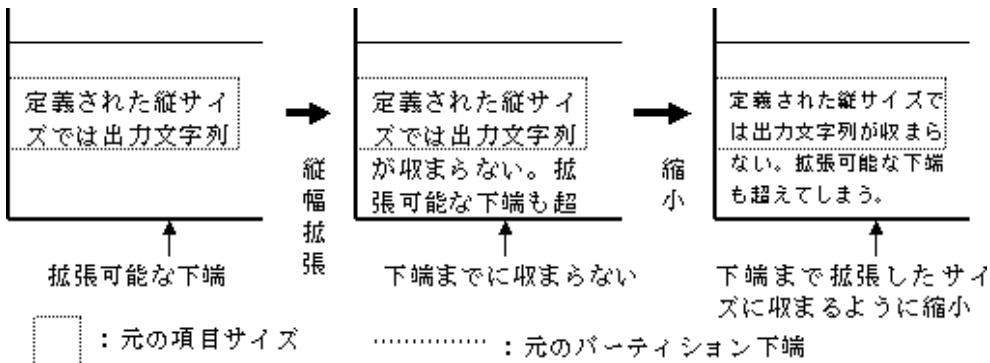 定義された縦サイ
ズでは出力文字列
縦幅拡張
定義された縦サイ
ズでは出力文字列
が収まらない。拡
張可能な下端も超
縮小
定義された縦サイズで
は出力文字列が収まら
ない。拡張可能な下端
も超えてしまう。
拡張可能な下端
下端までに収まらない
下端まで拡張したサイ
ズに収まるように縮小
：元の項目サイズ
：元のパーティション下端